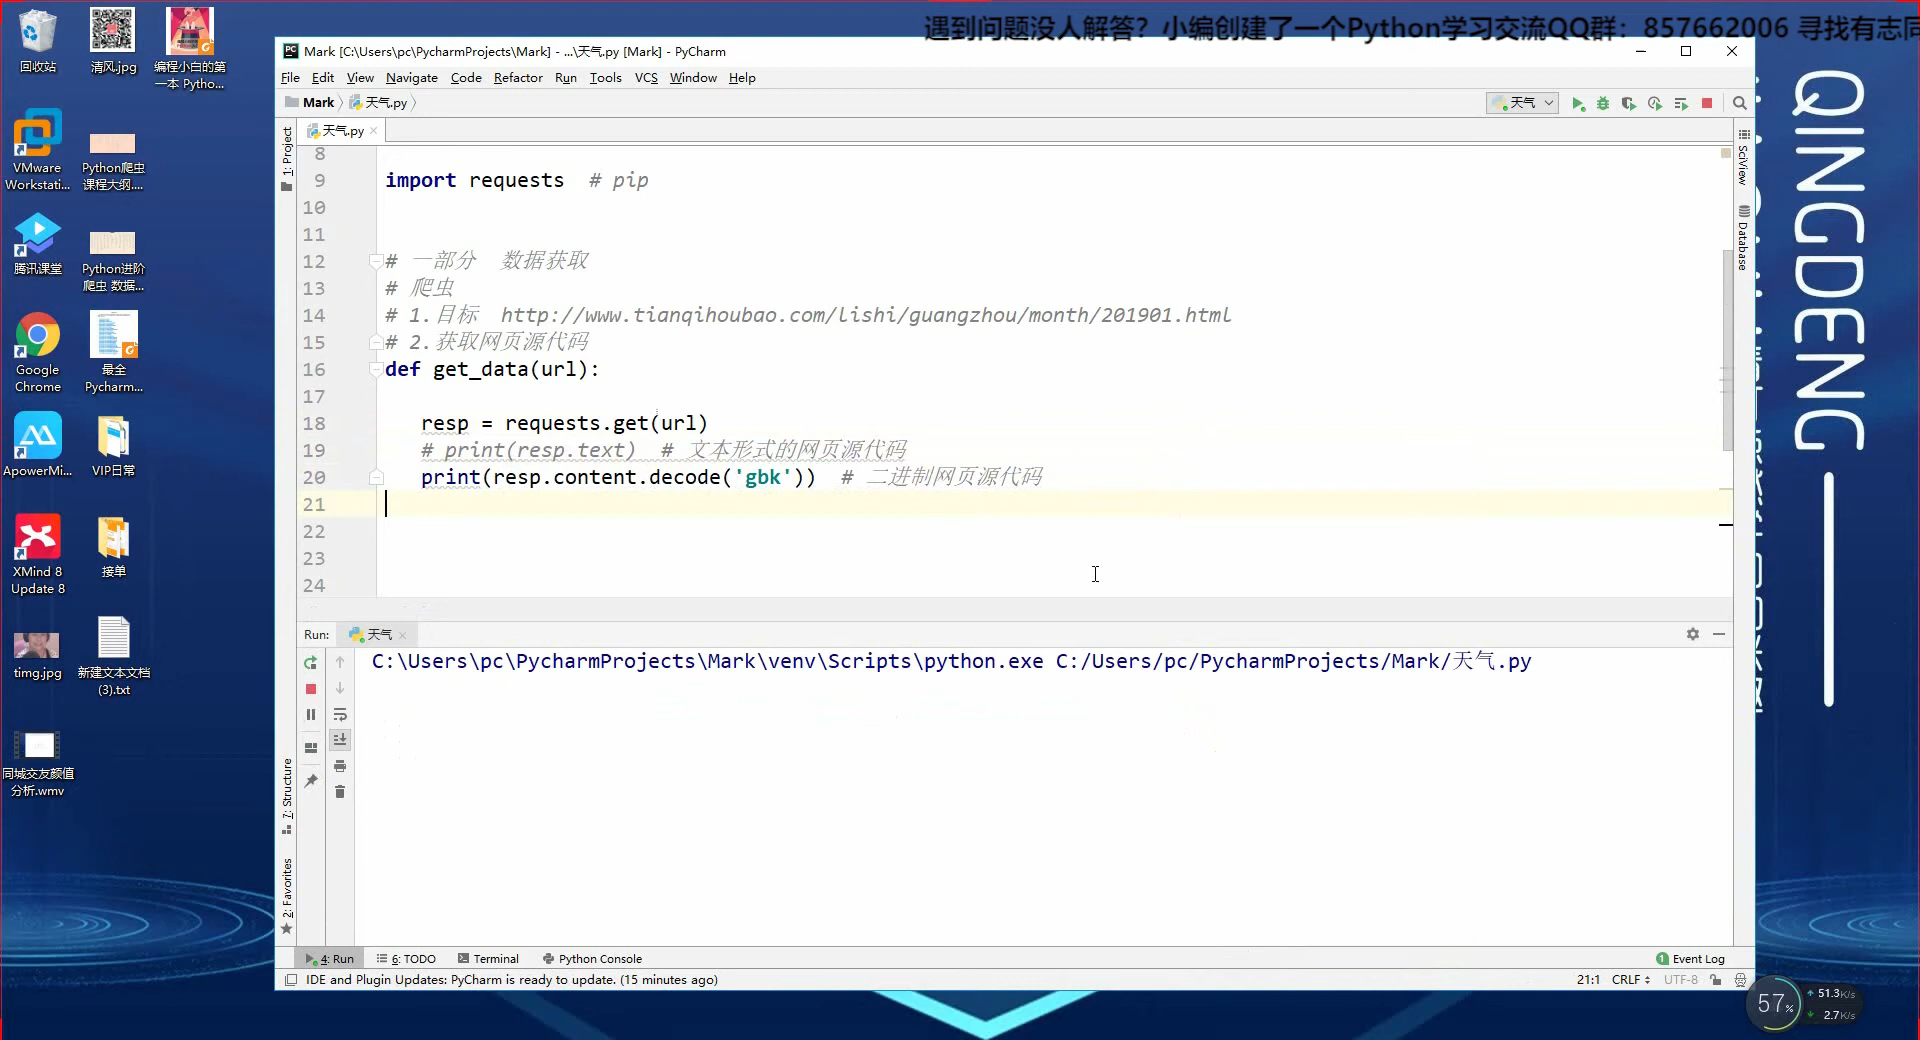 遇到问题没人解答？小编创建了一个Python学习交流QQ群：857662006 寻找有志同
回收站
清风.jpg
编程小白的第
一本 Pytho...
VMware
Workstati...
Python爬虫
课程大纲....
腾讯课堂
Python进阶
爬虫 数据...
Google
Chrome
最全
Pycharm...
ApowerMi...
VIP日常
XMind 8
Update 8
接单
timg.jpg
新建文本文档
(3).txt
同城交友颜值
分析.wmv
Mark [C:\Users\pc\PycharmProjects\Mark] - ...\天气.py [Mark] - PyCharm
File Edit View Navigate Code Refactor Run Tools VCS Window Help
Mark 天气.py
天气
天气.py
1: Project
SciView
Database
8
9 import requests  # pip
10
11
12 # 一部分  数据获取
13 # 爬虫
14 # 1.目标  http://www.tianqihoubao.com/lishi/guangzhou/month/201901.html
15 # 2.获取网页源代码
16 def get_data(url):
17
18 resp = requests.get(url)
19 # print(resp.text)  # 文本形式的网页源代码
20 print(resp.content.decode('gbk'))  # 二进制网页源代码
21
22
23
24
Run: 天气
C:\Users\pc\PycharmProjects\Mark\venv\Scripts\python.exe C:/Users/pc/PycharmProjects/Mark/天气.py
7: Structure
2: Favorites
4: Run 6: TODO Terminal Python Console
1 Event Log
IDE and Plugin Updates: PyCharm is ready to update. (15 minutes ago)
21:1 CRLF UTF-8
57%
51.3K/s
2.7K/s
QINGDENG